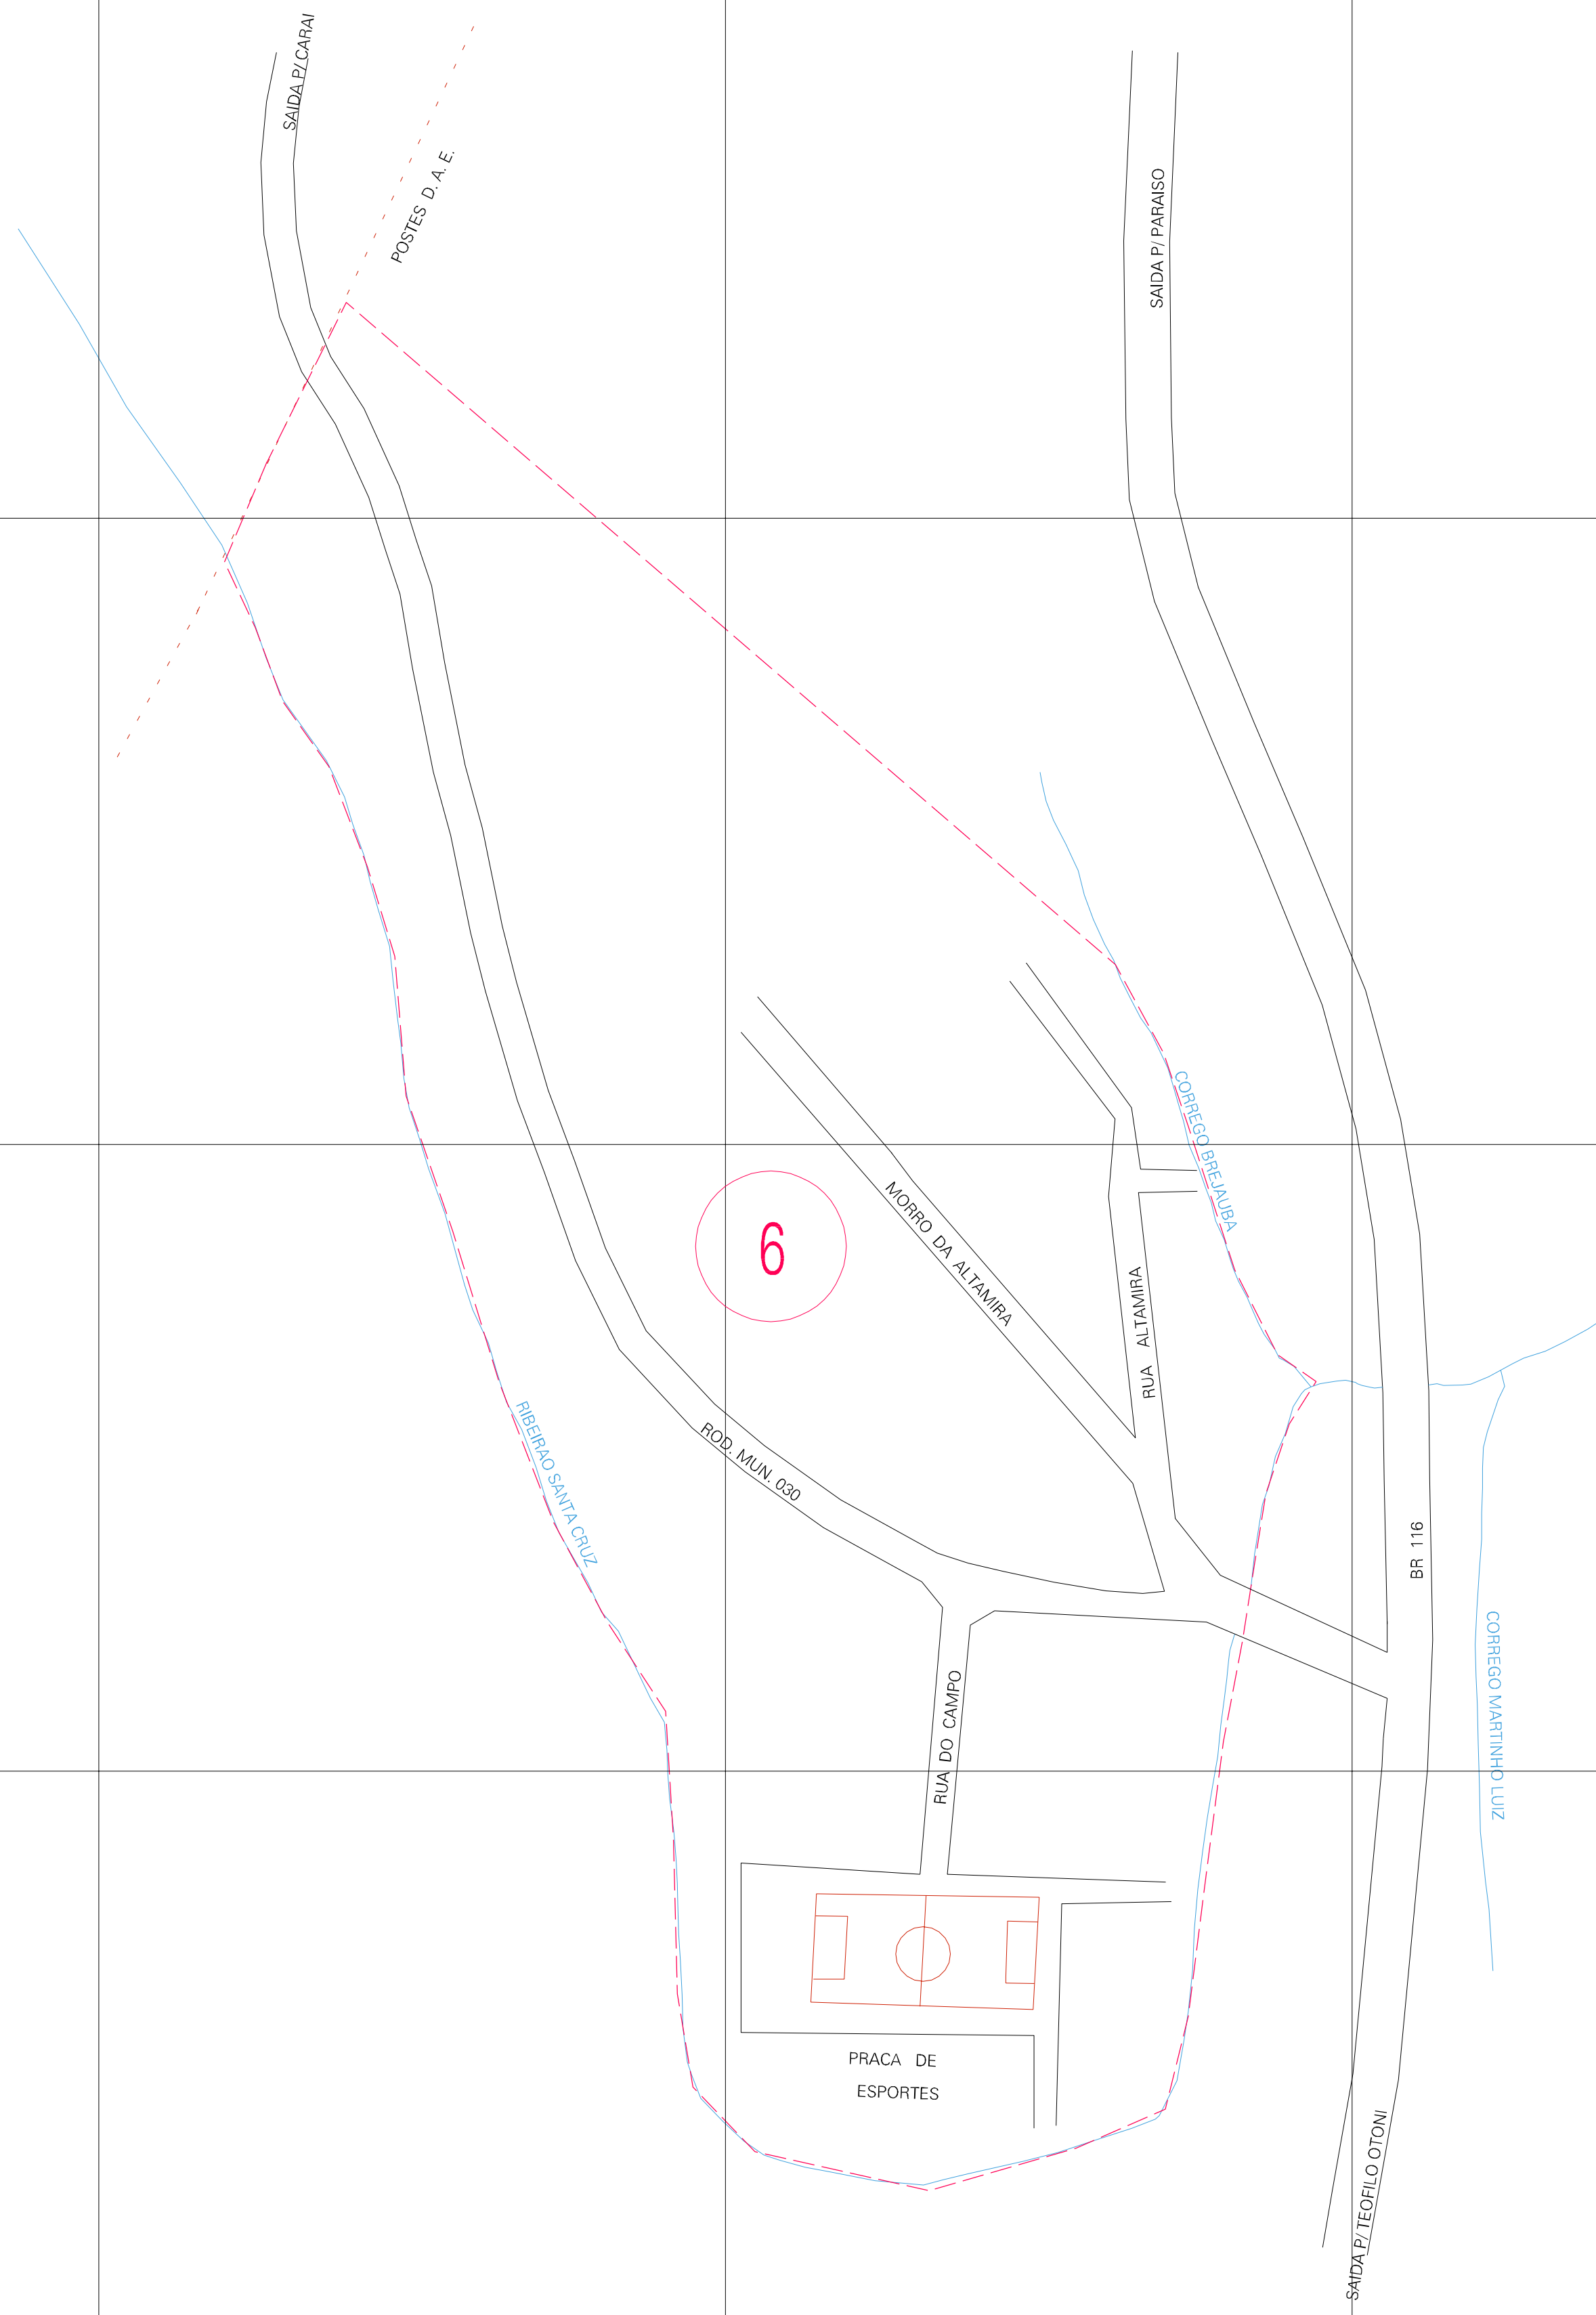 SAIDA P/ CARAI
POSTES D. A. E.
SAIDA P/ PARAISO
CORREGO BREJAUBA
6
MORRO DA ALTAMIRA
RUA ALTAMIRA
RIBEIRAO SANTA CRUZ
ROD. MUN. 030
BR 116
CORREGO MARTINHO LUIZ
RUA DO CAMPO
PRACA DE
ESPORTES
SAIDA P/ TEOFILO OTONI